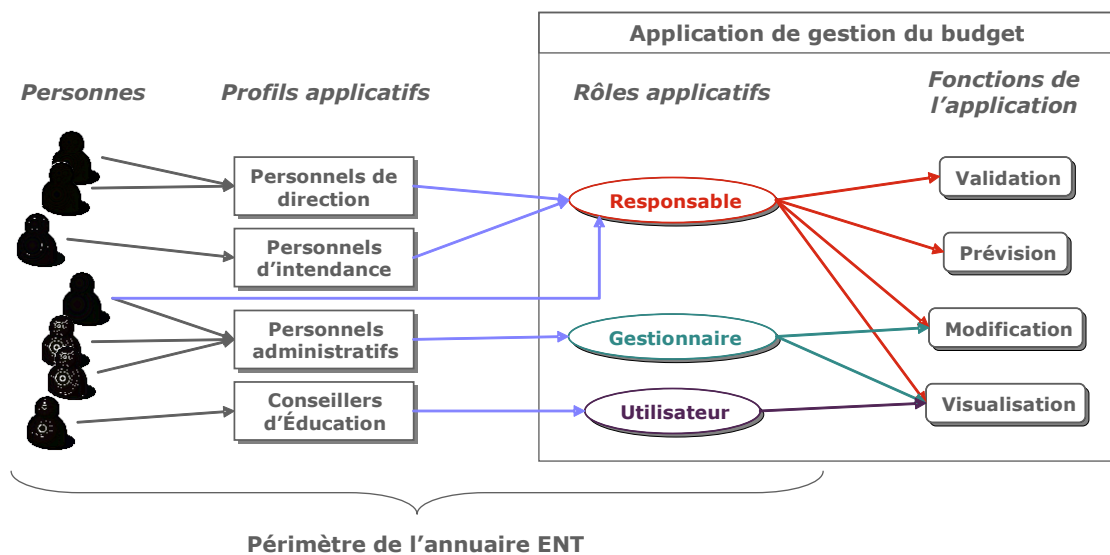 Application de gestion du budget
Personnes
Profils applicatifs
Rôles applicatifs
Fonctions de
l’application
Personnels de
direction
Personnels
d’intendance
Personnels
administratifs
Conseillers
d’Éducation
Responsable
Gestionnaire
Utilisateur
Validation
Prévision
Modification
Visualisation
Périmètre de l’annuaire ENT